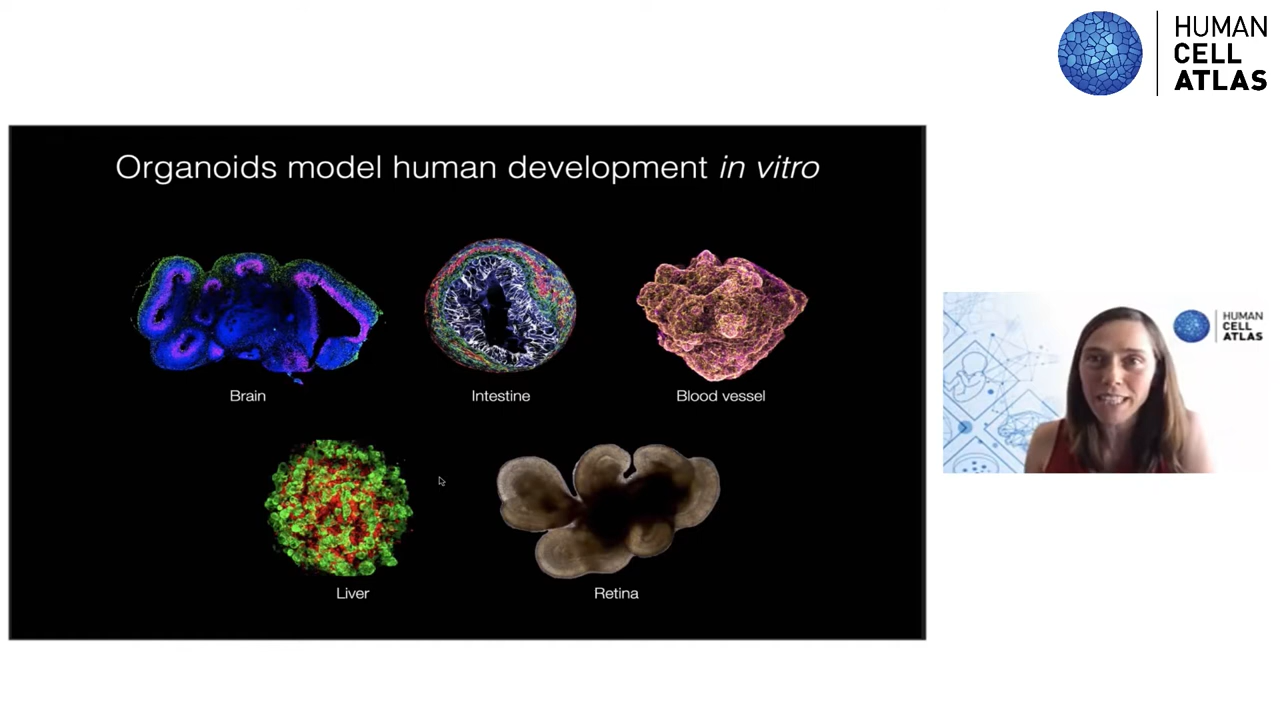 HUMAN
CELL
ATLAS
Organoids model human development in vitro
Brain
Intestine
Blood vessel
Liver
Retina
HUMAN
CELL
ATLAS